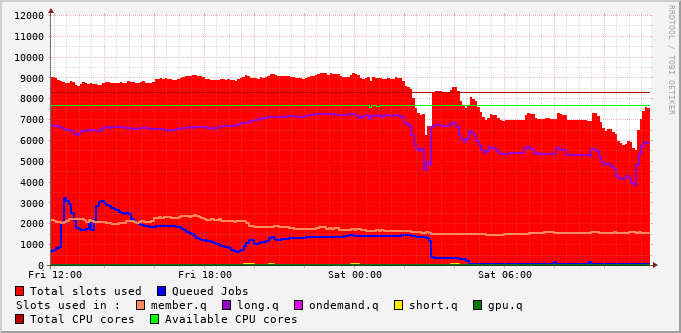 12000
11000
10000
9000
8000
7000
6000
5000
4000
3000
2000
1000
0
Fri 12:00 Fri 18:00 Sat 00:00 Sat 06:00
RRDTOOL / TOBI OETIKER
Total slots used Queued Jobs
Slots used in : member.q long.q ondemand.q short.q gpu.q
Total CPU cores Available CPU cores